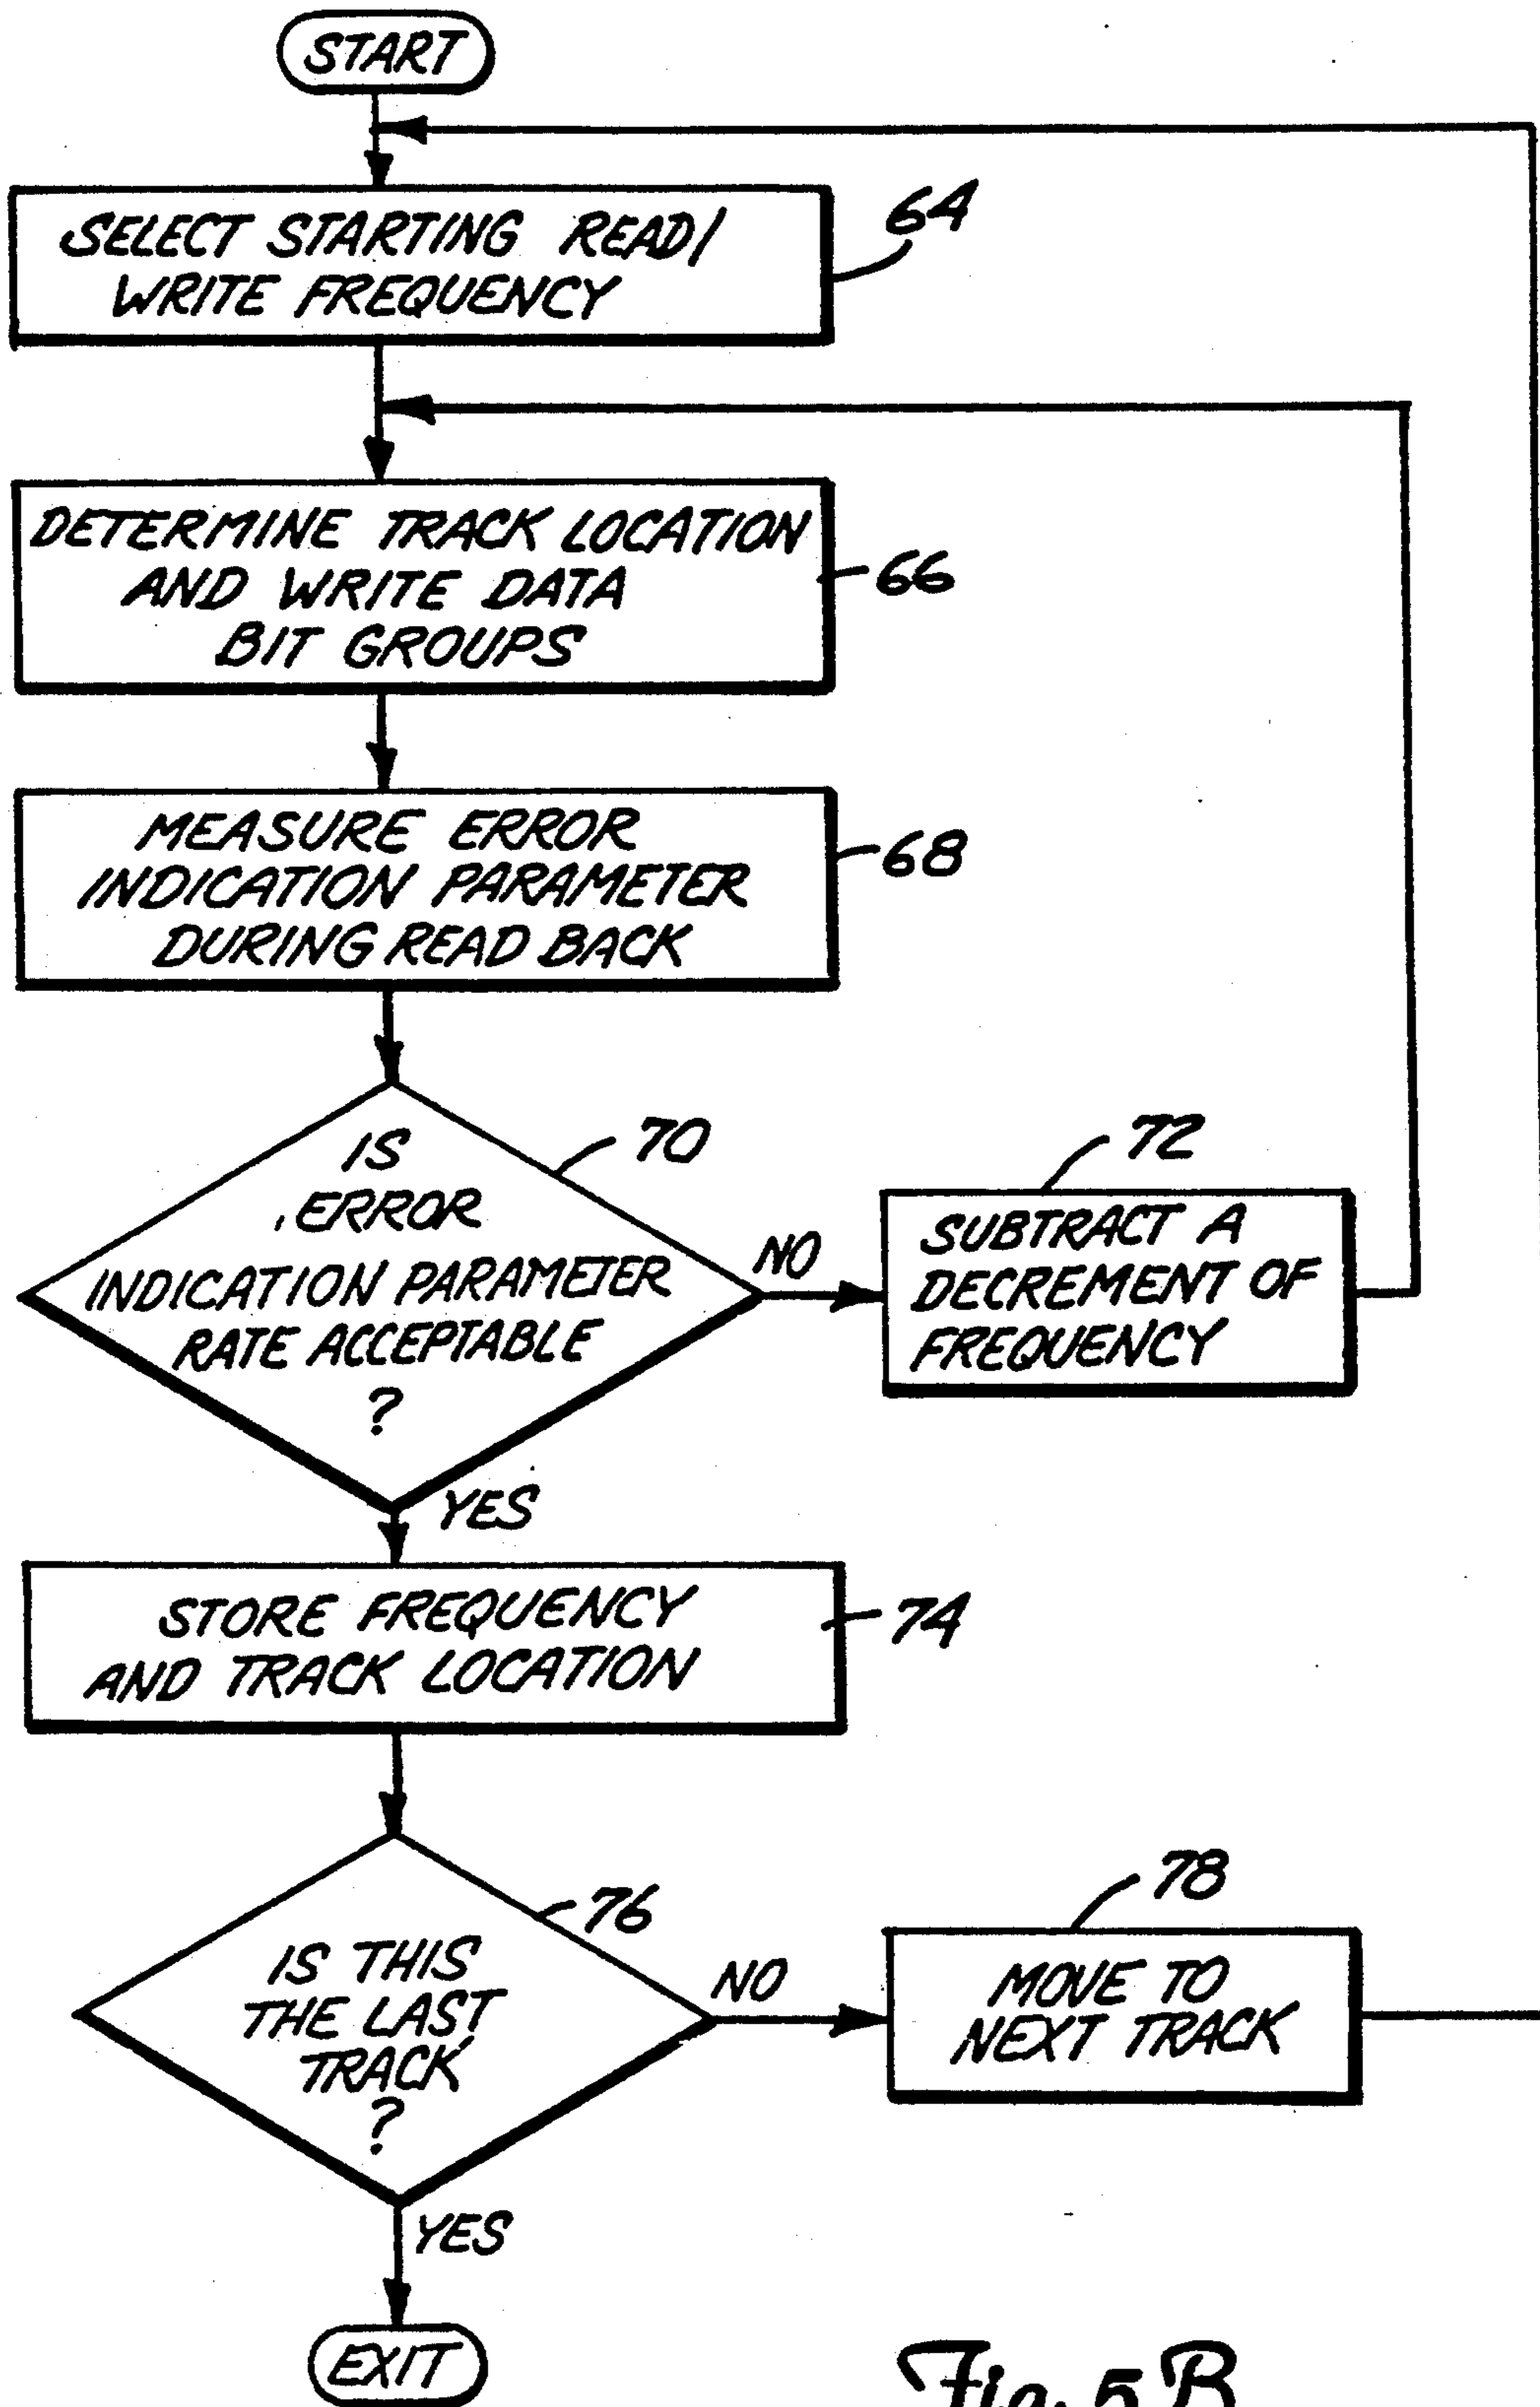 START
SELECT STARTING READ/
WRITE FREQUENCY
64
DETERMINE TRACK LOCATION
AND WRITE DATA
BIT GROUPS
66
MEASURE ERROR
INDICATION PARAMETER
DURING READ BACK
68
IS
ERROR
INDICATION PARAMETER
RATE ACCEPTABLE
?
70
NO
72
SUBTRACT A
DECREMENT OF
FREQUENCY
YES
STORE FREQUENCY
AND TRACK LOCATION
74
IS THIS
THE LAST
TRACK
?
76
NO
78
MOVE TO
NEXT TRACK
YES
EXIT
Fig. 5B